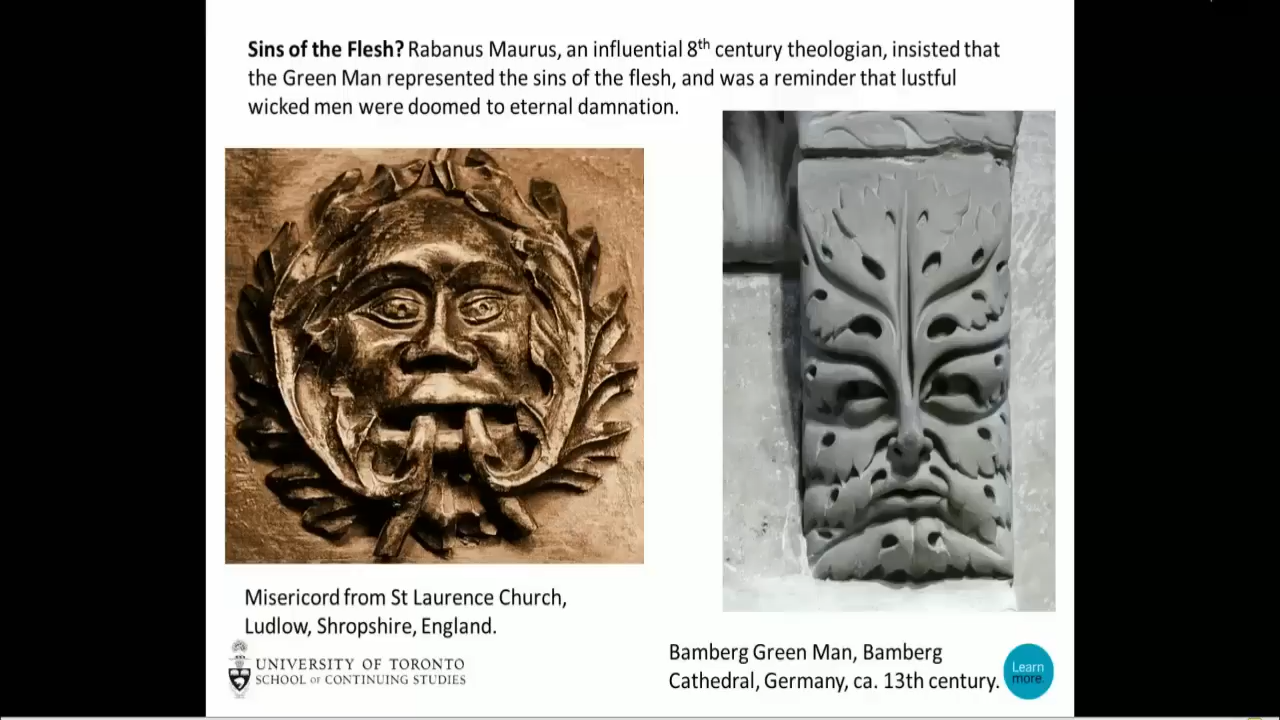 Sins of the Flesh? Rabanus Maurus, an influential 8th century theologian, insisted that
the Green Man represented the sins of the flesh, and was a reminder that lustful
wicked men were doomed to eternal damnation.
Misericord from St Laurence Church,
Ludlow, Shropshire, England.
Bamberg Green Man, Bamberg
Cathedral, Germany, ca. 13th century.
UNIVERSITY OF TORONTO
SCHOOL OF CONTINUING STUDIES
Learn
more.